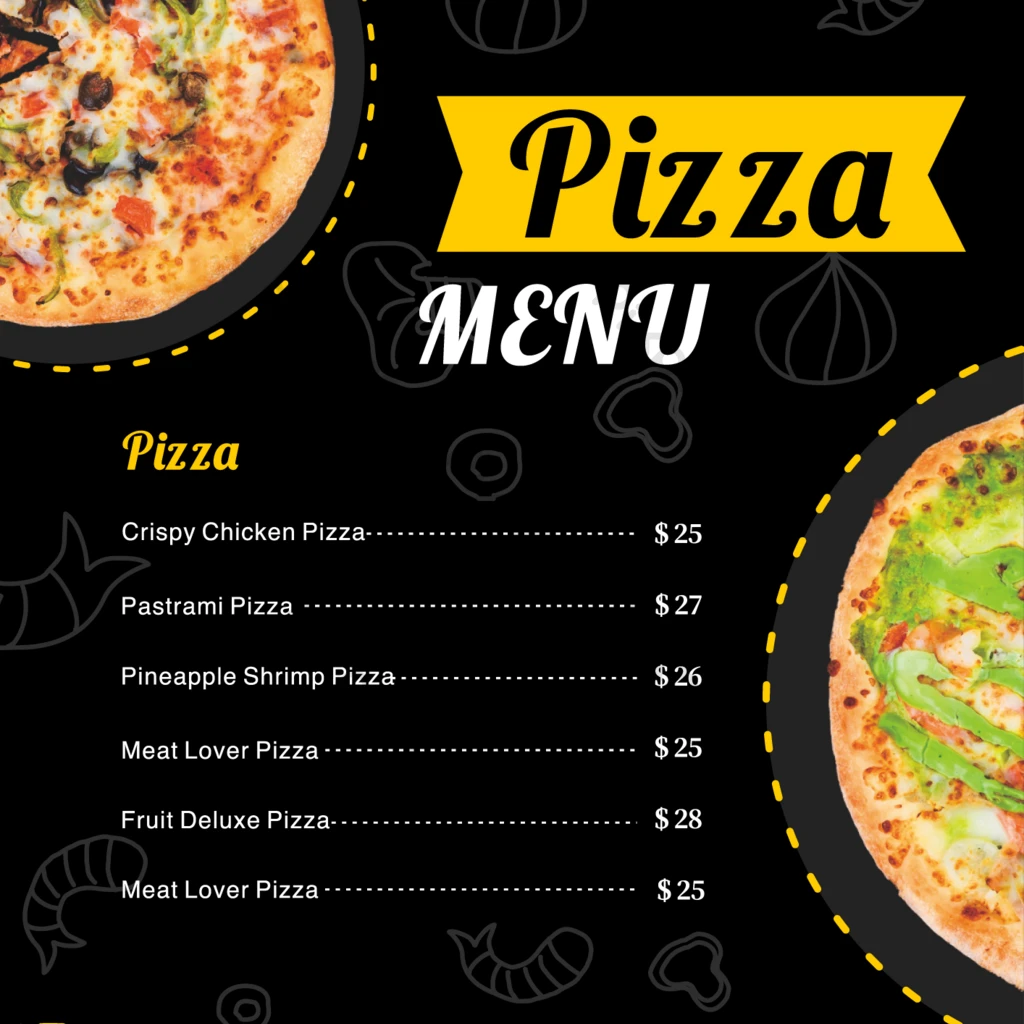 Pizza
MENU
Pizza
Crispy Chicken Pizza $25
Pastrami Pizza $27
Pineapple Shrimp Pizza $26
Meat Lover Pizza $25
Fruit Deluxe Pizza $28
Meat Lover Pizza $25